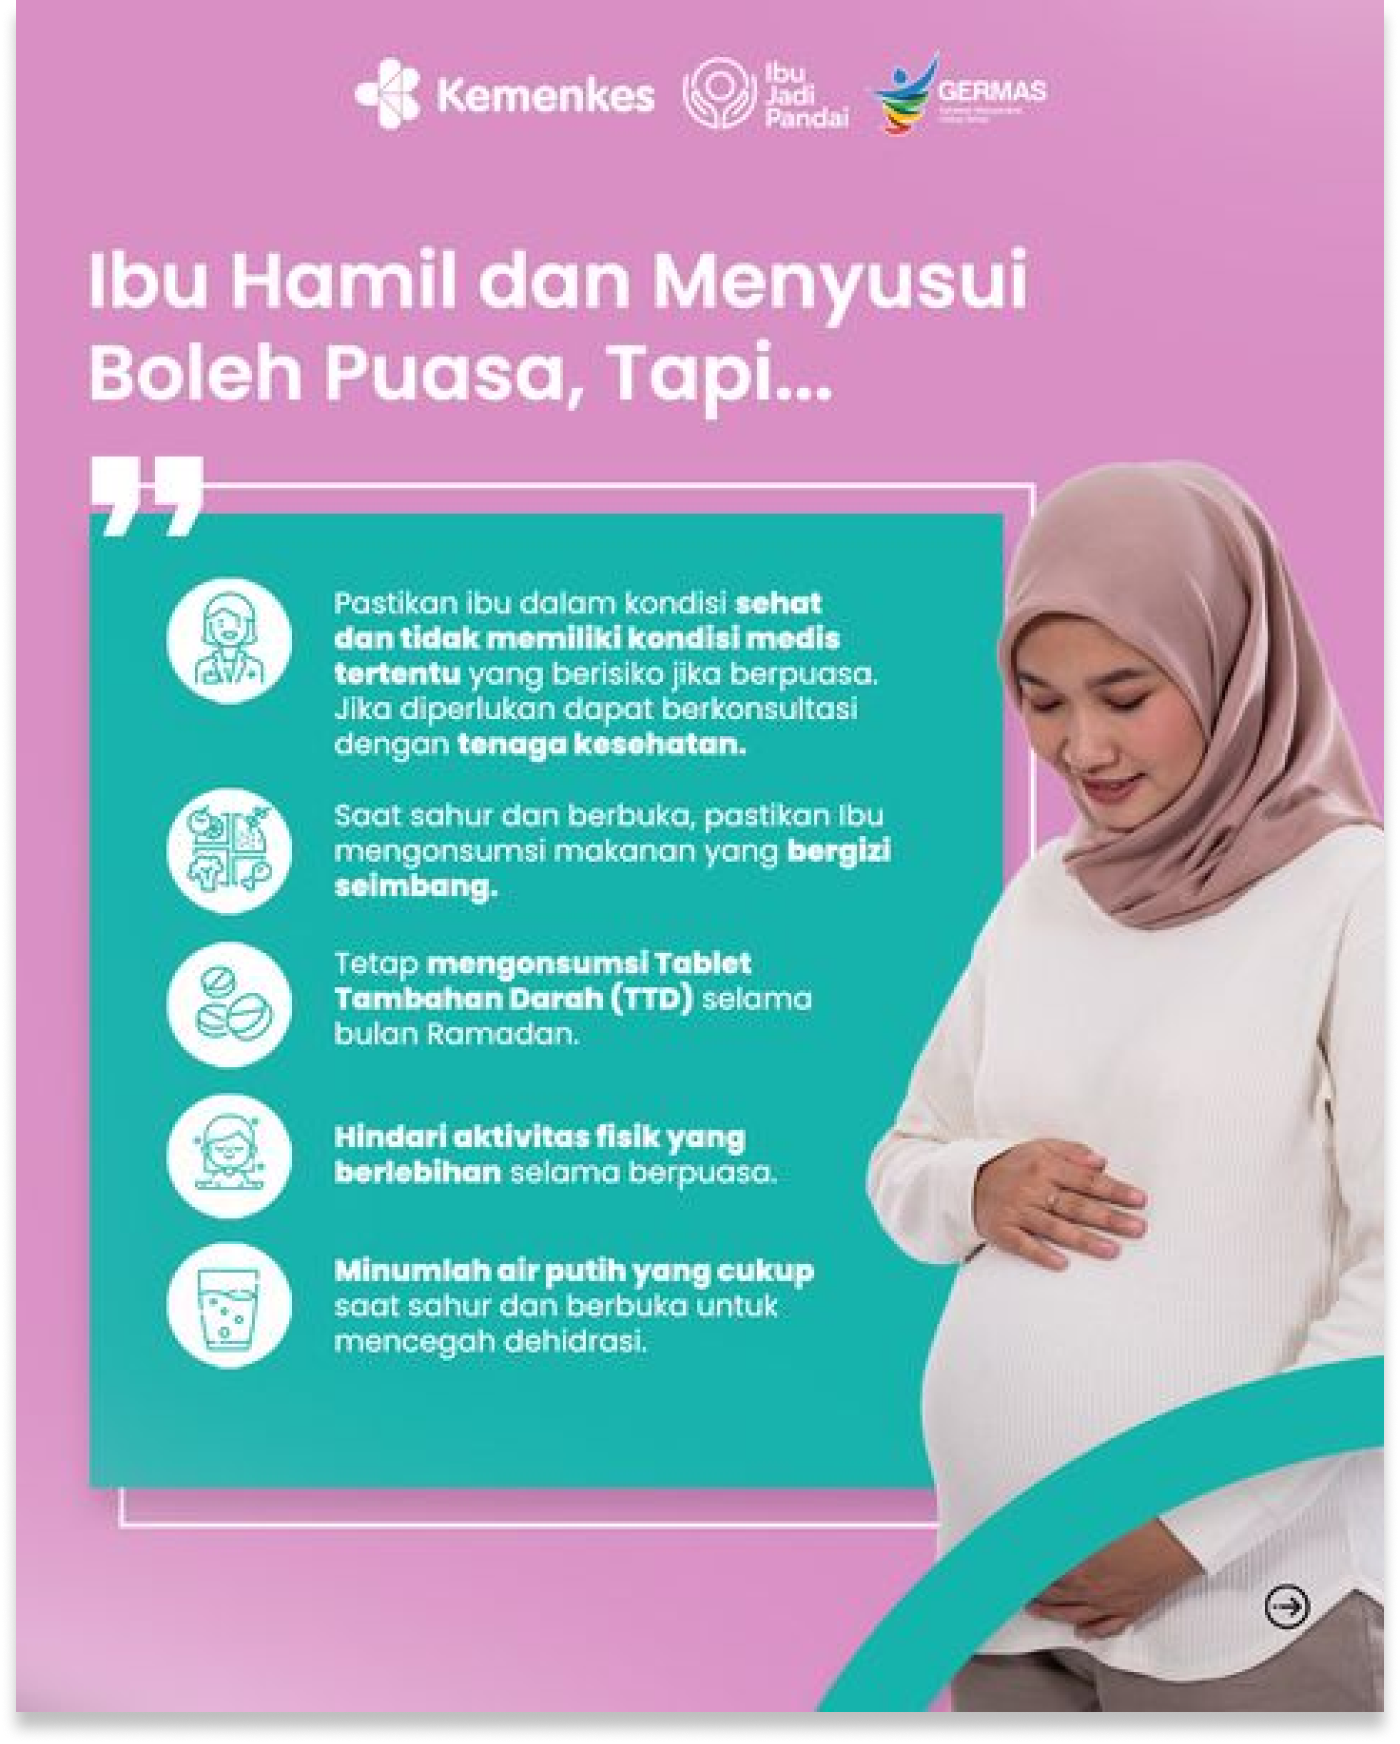 Kemenkes
Ibu
Jadi
Pandai
GERMAS
Ibu Hamil dan Menyusui
Boleh Puasa, Tapi...
Pastikan ibu dalam kondisi sehat
dan tidak memiliki kondisi medis
tertentu yang berisiko jika berpuasa.
Jika diperlukan dapat berkonsultasi
dengan tenaga kesehatan.
Saat sahur dan berbuka, pastikan Ibu
mengonsumsi makanan yang bergizi
seimbang.
Tetap mengonsumsi Tablet
Tambahan Darah (TTD) selama
bulan Ramadan.
Hindari aktivitas fisik yang
berlebihan selama berpuasa.
Minumlah air putih yang cukup
saat sahur dan berbuka untuk
mencegah dehidrasi.